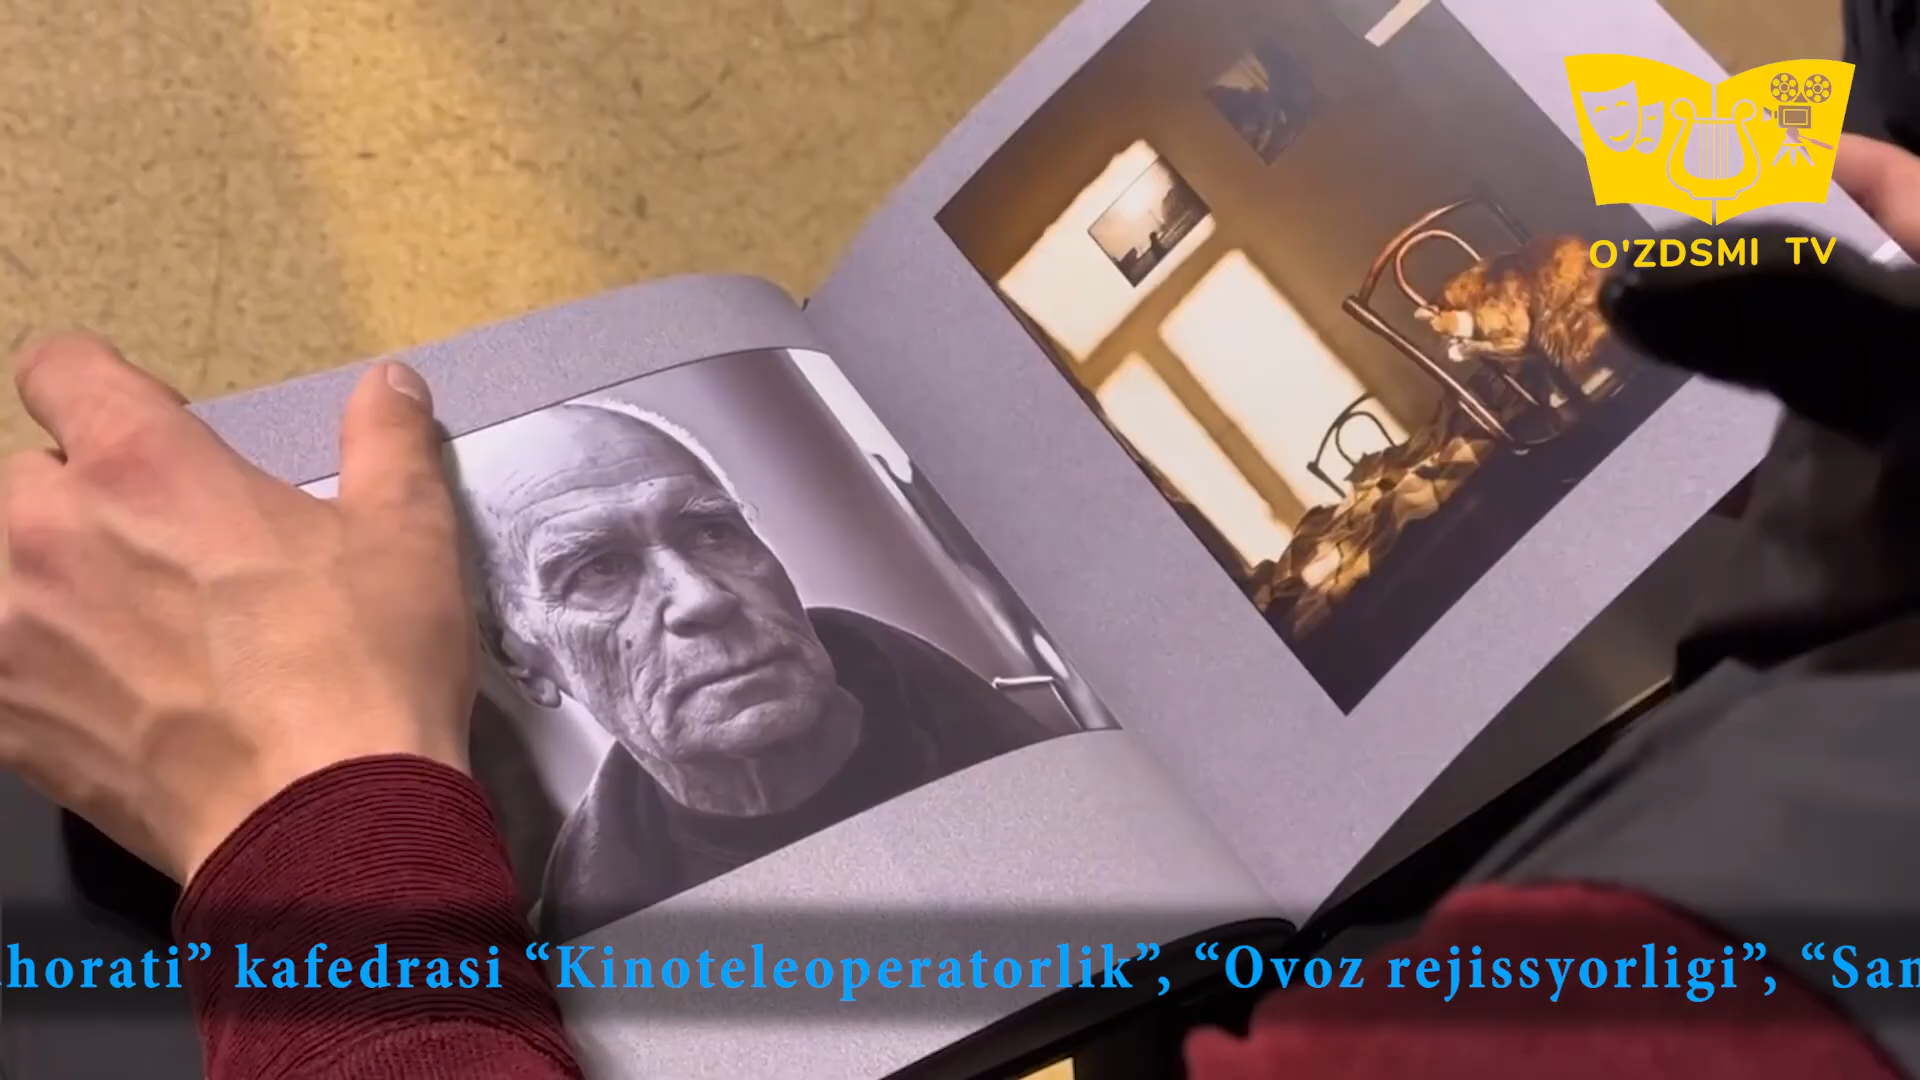 O'ZDSMI TV
horati” kafedrasi “Kinoteleoperatorlik”, “Ovoz rejissyorligi”, “San